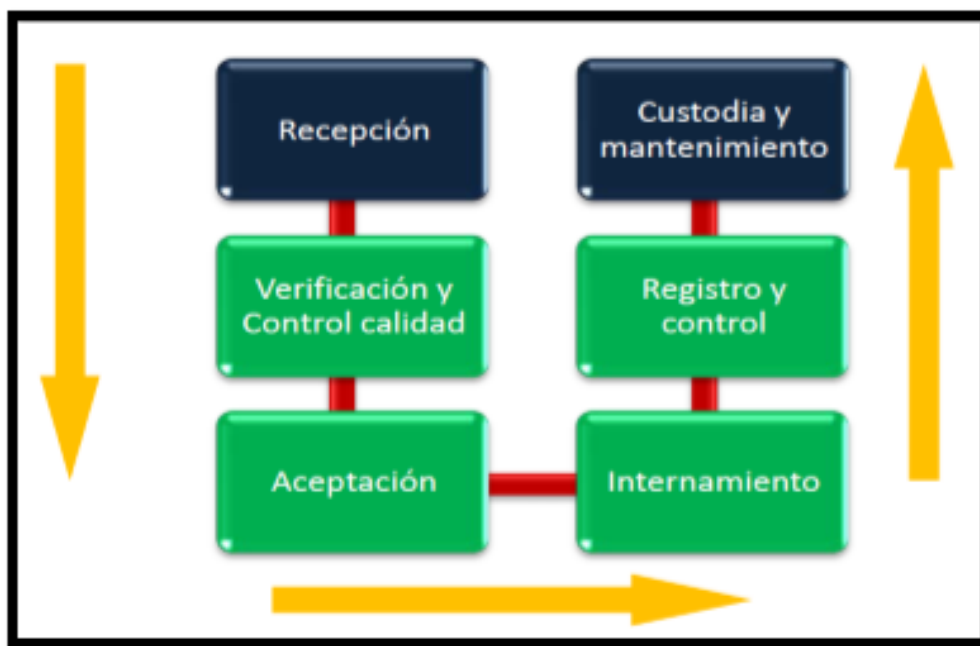 Recepción
Verificación y
Control calidad
Aceptación
Internamiento
Registro y
control
Custodia y
mantenimiento